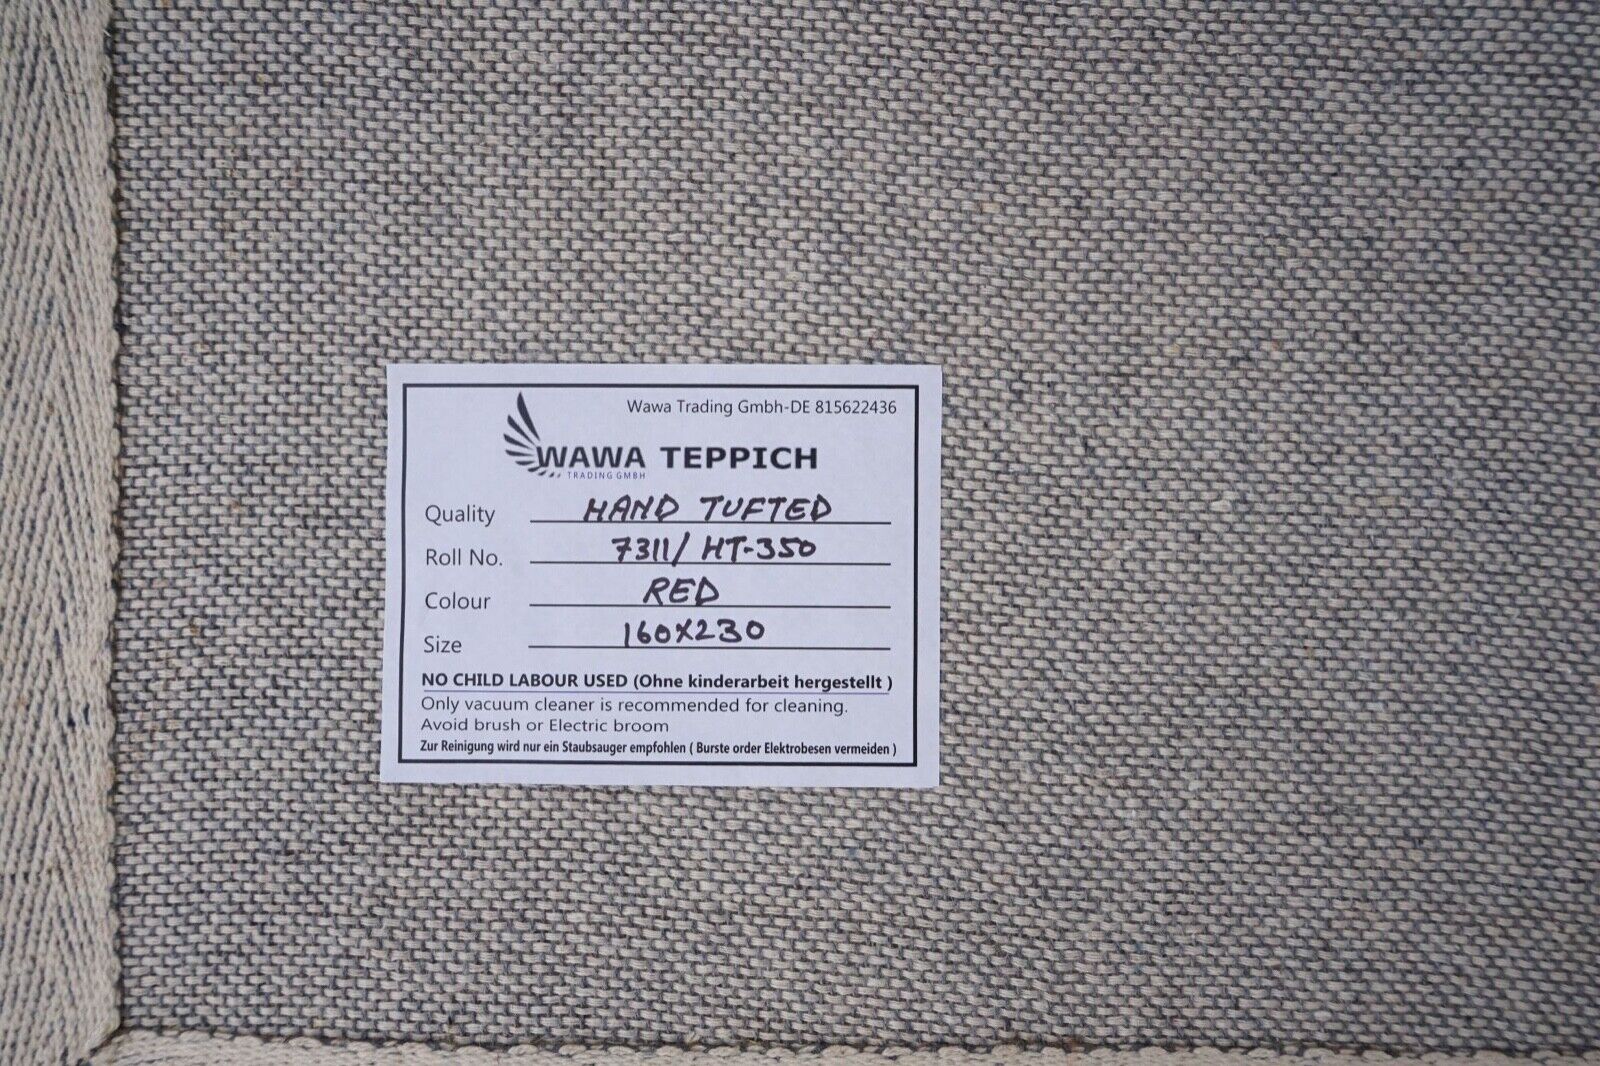 Wawa Trading Gmbh-DE 815622436
WAWA TEPPICH
TRADING GMBH
Quality HAND TUFTED
Roll No. 7311/HT-350
Colour RED
Size 160X230
NO CHILD LABOUR USED (Ohne kinderarbeit hergestellt )
Only vacuum cleaner is recommended for cleaning.
Avoid brush or Electric broom
Zur Reinigung wird nur ein Staubsauger empfohlen ( Burste order Elektrobesen vermeiden )